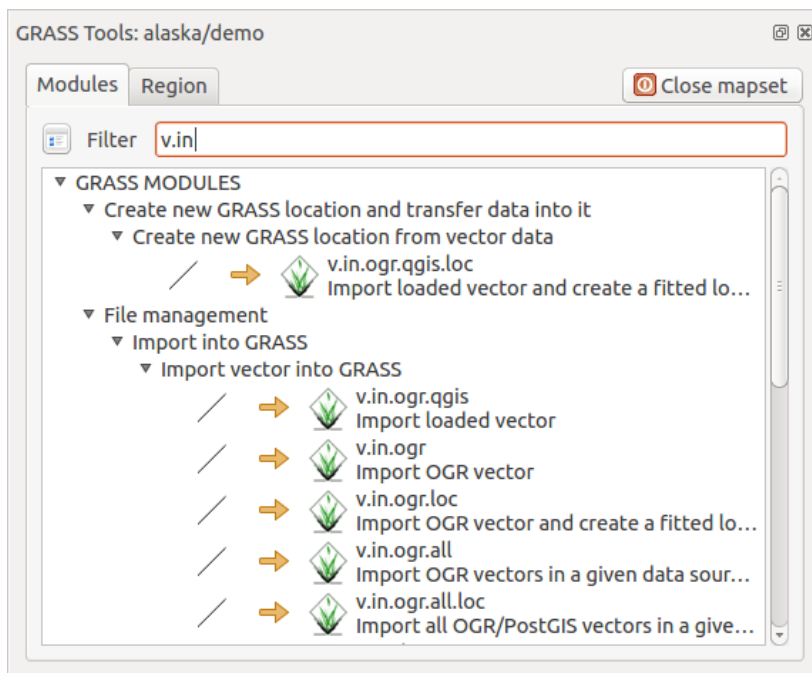 GRASS Tools: alaska/demo
Modules Region Close mapset
Filter v.in
GRASS MODULES
Create new GRASS location and transfer data into it
Create new GRASS location from vector data
v.in.ogr.qgis.loc
Import loaded vector and create a fitted lo...
File management
Import into GRASS
Import vector into GRASS
v.in.ogr.qgis
Import loaded vector
v.in.ogr
Import OGR vector
v.in.ogr.loc
Import OGR vector and create a fitted lo...
v.in.ogr.all
Import OGR vectors in a given data sour...
v.in.ogr.all.loc
Import all OGR/PostGIS vectors in a give...